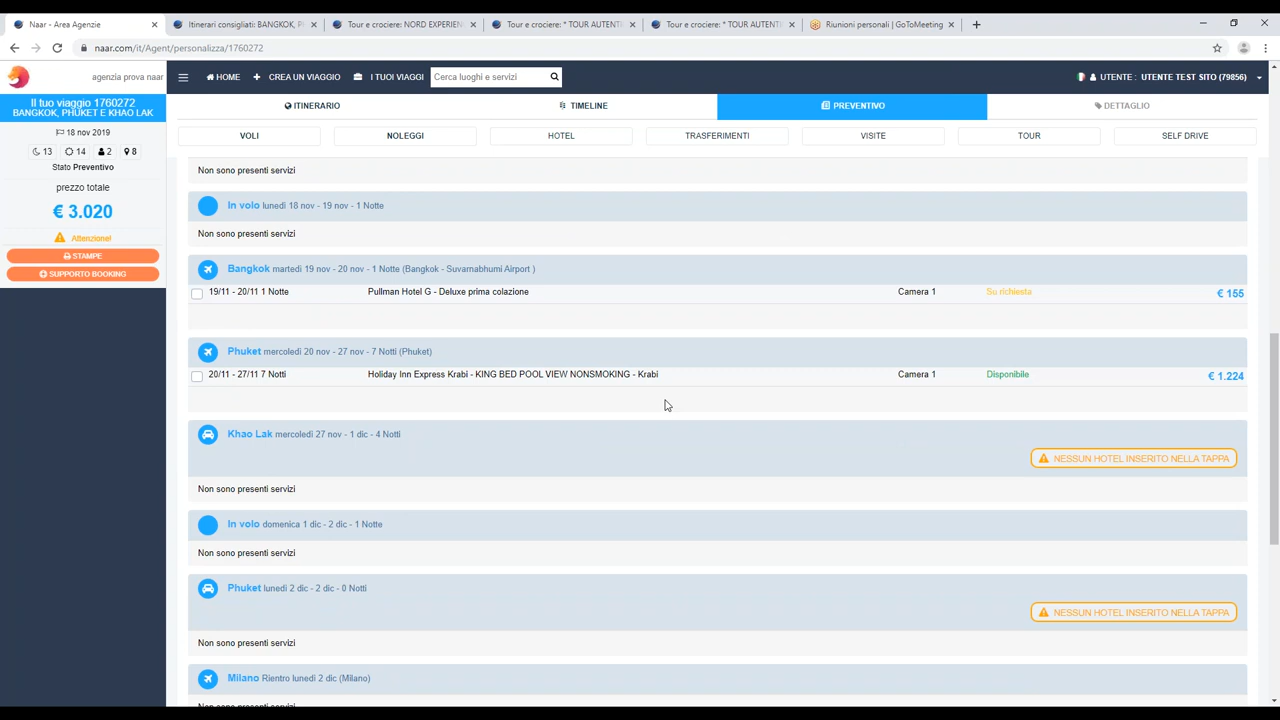 Naar - Area Agenzie
Itinerari consigliati: BANGKOK, P
Tour e crociere: NORD EXPERIEN
Tour e crociere: * TOUR AUTENTI
Tour e crociere: * TOUR AUTENTI
Riunioni personali | GoToMeeting
naar.com/it/Agent/personalizza/1760272
agenzia prova naar
HOME
CREA UN VIAGGIO
I TUOI VIAGGI
Cerca luoghi e servizi
UTENTE : UTENTE TEST SITO (79856)
Il tuo viaggio 1760272
BANGKOK, PHUKET E KHAO LAK
18 nov 2019
13 14 2 8
Stato Preventivo
prezzo totale
€ 3.020
Attenzione!
STAMPE
SUPPORTO BOOKING
ITINERARIO
TIMELINE
PREVENTIVO
DETTAGLIO
VOLI
NOLEGGI
HOTEL
TRASFERIMENTI
VISITE
TOUR
SELF DRIVE
Non sono presenti servizi
In volo lunedì 18 nov - 19 nov - 1 Notte
Non sono presenti servizi
Bangkok martedì 19 nov - 20 nov - 1 Notte (Bangkok - Suvarnabhumi Airport )
19/11 - 20/11 1 Notte Pullman Hotel G - Deluxe prima colazione Camera 1 Su richiesta € 155
Phuket mercoledì 20 nov - 27 nov - 7 Notti (Phuket)
20/11 - 27/11 7 Notti Holiday Inn Express Krabi - KING BED POOL VIEW NONSMOKING - Krabi Camera 1 Disponibile € 1.224
Khao Lak mercoledì 27 nov - 1 dic - 4 Notti
NESSUN HOTEL INSERITO NELLA TAPPA
Non sono presenti servizi
In volo domenica 1 dic - 2 dic - 1 Notte
Non sono presenti servizi
Phuket lunedì 2 dic - 2 dic - 0 Notti
NESSUN HOTEL INSERITO NELLA TAPPA
Non sono presenti servizi
Milano Rientro lunedì 2 dic (Milano)